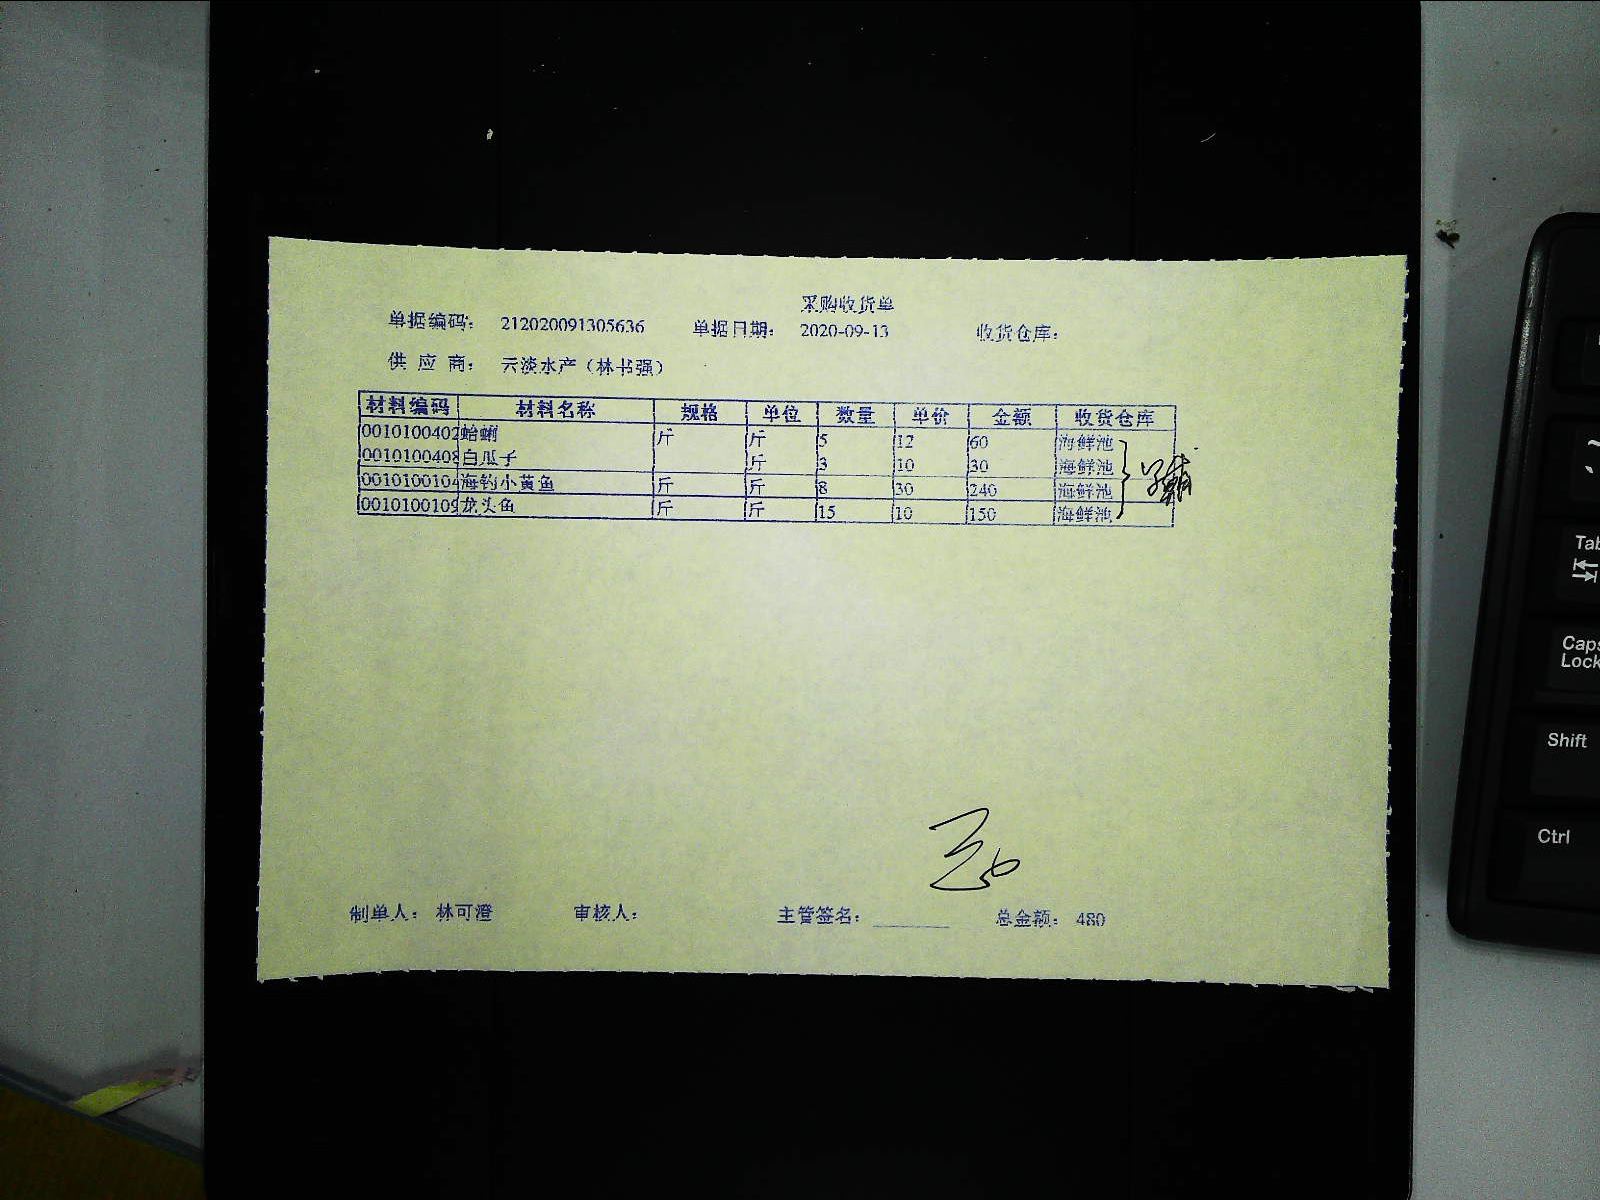 采购收货单
单据编码： 212020091305636 单据日期： 2020-09-13 收货仓库：
供 应 商： 云淡水产（林书强）
材料编码 材料名称 规格 单位 数量 单价 金额 收货仓库
0010100402 蛤蜊 斤 斤 5 12 60 海鲜池
0010100408 白瓜子 斤 3 10 30 海鲜池
0010100104 海钓小黄鱼 斤 斤 8 30 240 海鲜池
0010100109 龙头鱼 斤 斤 15 10 150 海鲜池
制单人： 林可澄 审核人： 主管签名： 总金额： 480
Tab
Caps
Lock
Shift
Ctrl